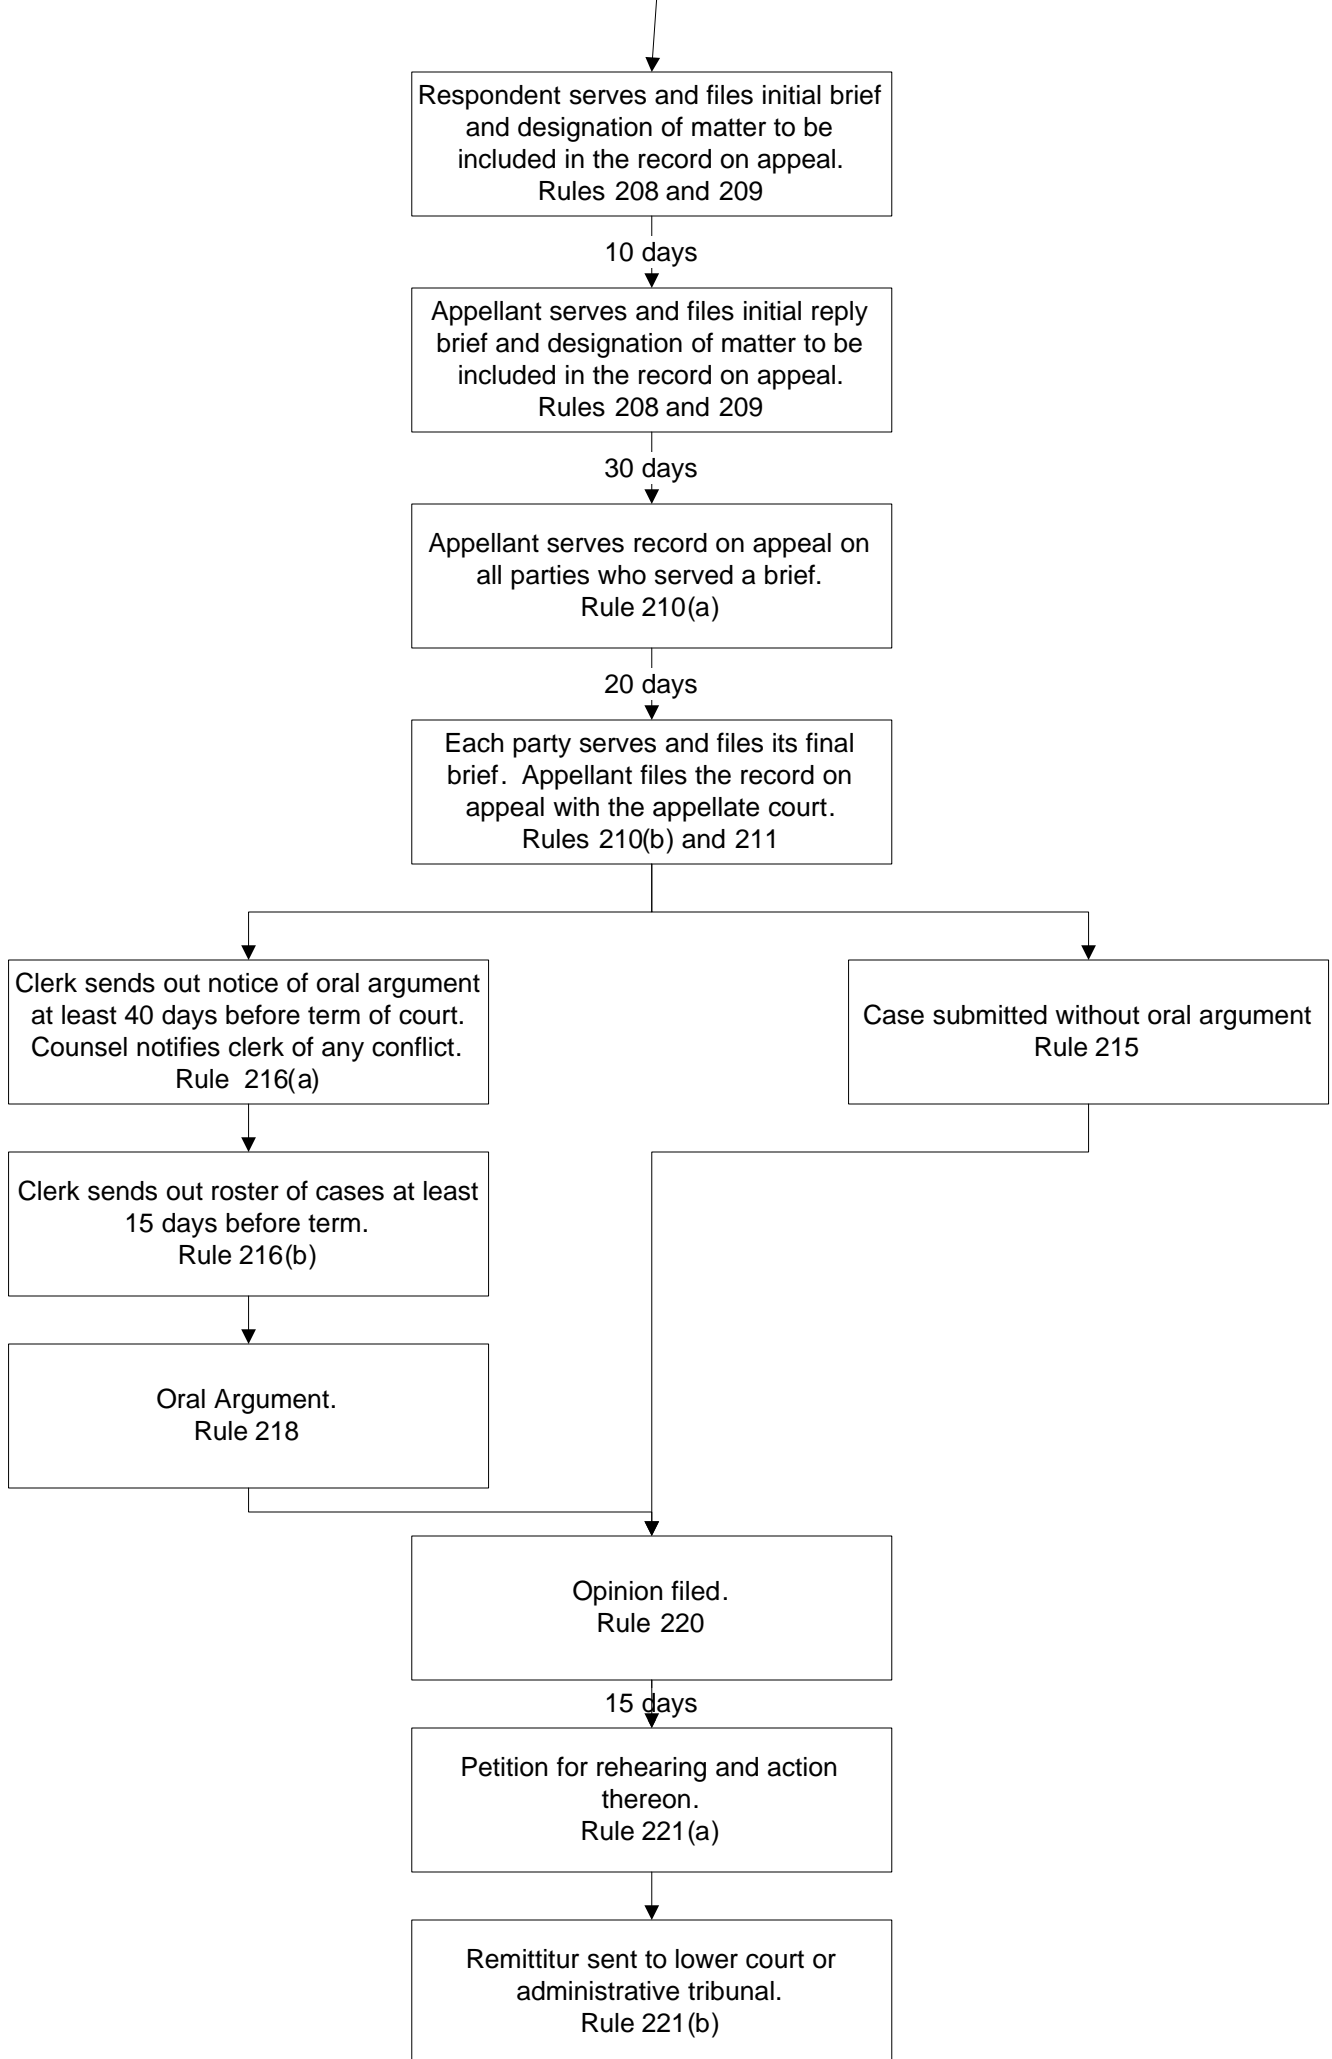 Respondent serves and files initial brief
and designation of matter to be
included in the record on appeal.
Rules 208 and 209
10 days
Appellant serves and files initial reply
brief and designation of matter to be
included in the record on appeal.
Rules 208 and 209
30 days
Appellant serves record on appeal on
all parties who served a brief.
Rule 210(a)
20 days
Each party serves and files its final
brief.  Appellant files the record on
appeal with the appellate court.
Rules 210(b) and 211
Clerk sends out notice of oral argument
at least 40 days before term of court.
Counsel notifies clerk of any conflict.
Rule  216(a)
Case submitted without oral argument
Rule 215
Clerk sends out roster of cases at least
15 days before term.
Rule 216(b)
Oral Argument.
Rule 218
Opinion filed.
Rule 220
15 days
Petition for rehearing and action
thereon.
Rule 221(a)
Remittitur sent to lower court or
administrative tribunal.
Rule 221(b)